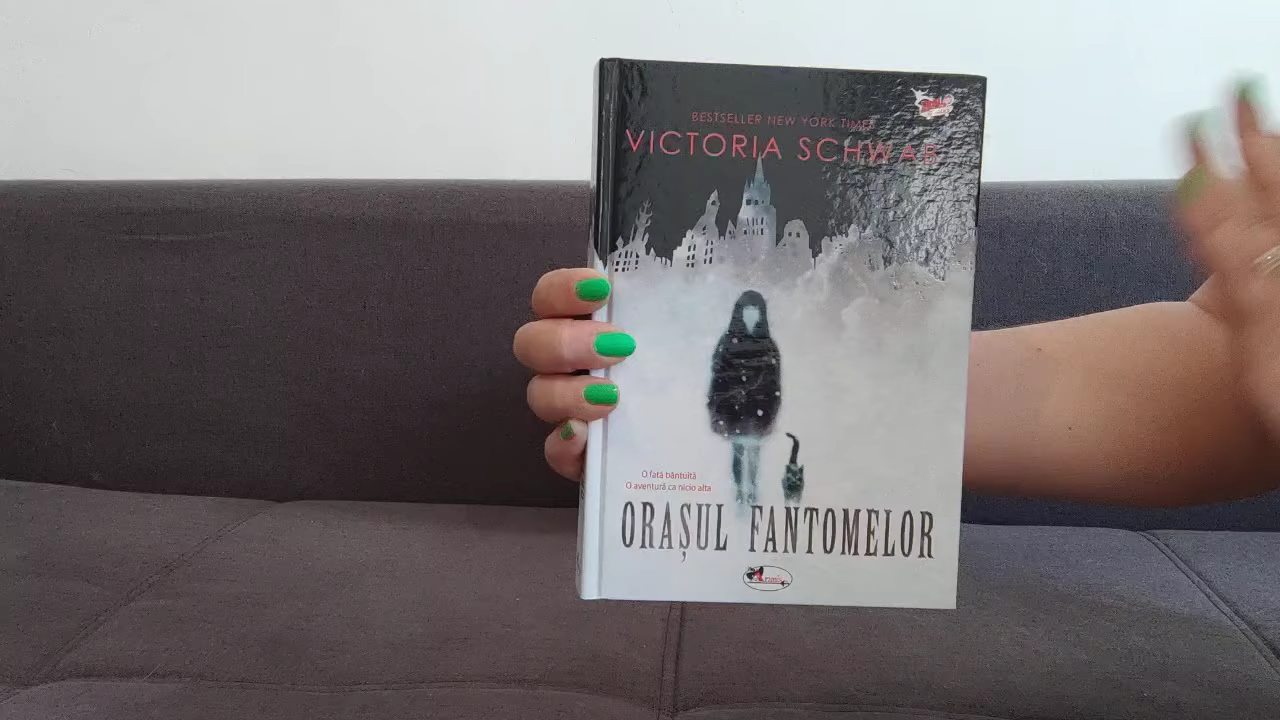 BESTSELLER NEW YORK TIMES
VICTORIA SCHWAB
O fată bântuită
O aventură ca nicio alta
ORAȘUL FANTOMELOR